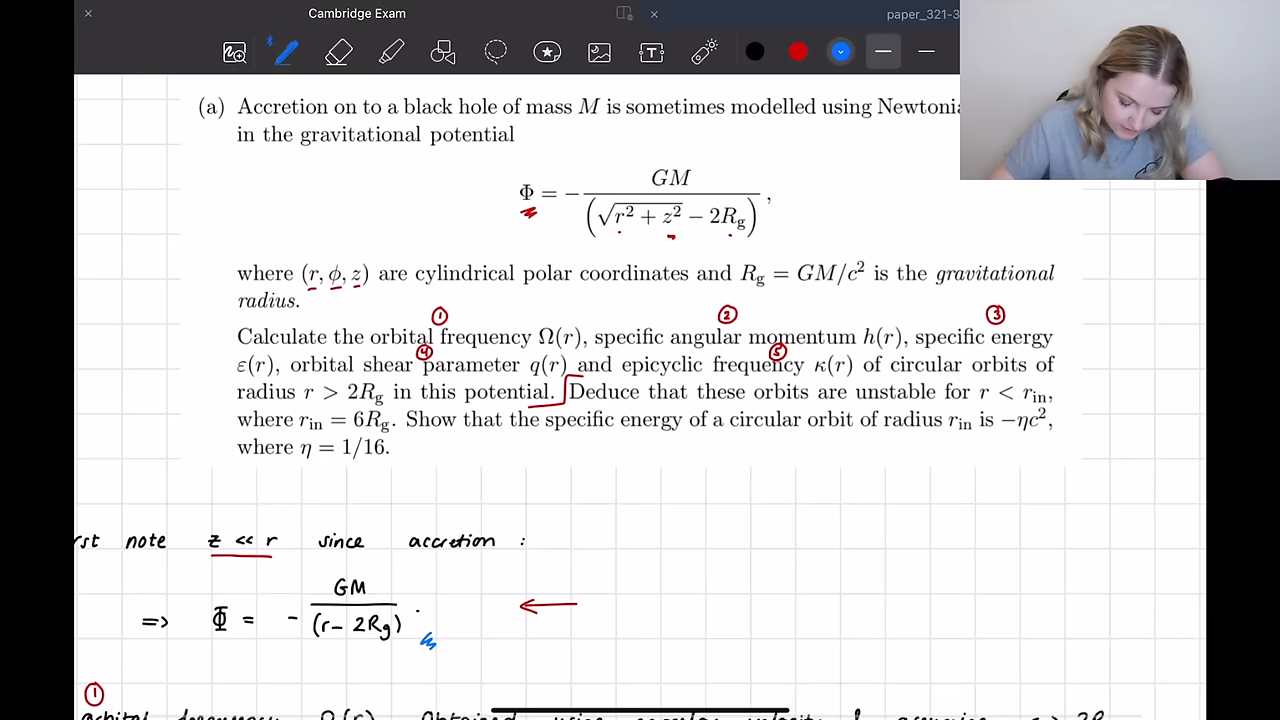 Cambridge Exam
paper_321-3
(a) Accretion on to a black hole of mass M is sometimes modelled using Newtonia
in the gravitational potential
Φ = − GM / (√(r² + z²) − 2R_g) ,
where (r, ϕ, z) are cylindrical polar coordinates and R_g = GM/c² is the gravitational
radius.
① ② ③
Calculate the orbital frequency Ω(r), specific angular momentum h(r), specific energy
④ ⑤
ε(r), orbital shear parameter q(r) and epicyclic frequency κ(r) of circular orbits of
radius r > 2R_g in this potential. Deduce that these orbits are unstable for r < r_in,
where r_in = 6R_g. Show that the specific energy of a circular orbit of radius r_in is −ηc²,
where η = 1/16.
rst note z << r since accretion :
=> Φ = - GM / (r - 2Rg) .
①
orbital frequency Ω(r)